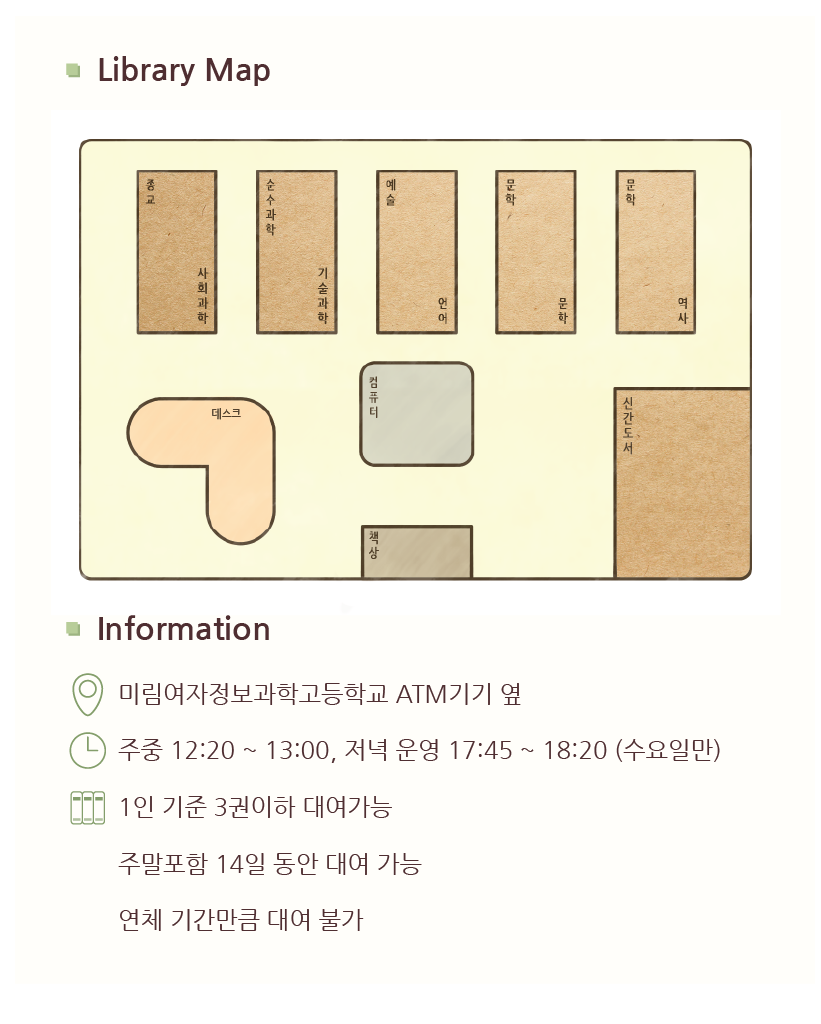 Library Map
종교
사회과학
순수과학
기술과학
예술
언어
문학
문학
문학
역사
데스크
컴퓨터
신간도서
책상
Information
미림여자정보과학고등학교 ATM기기 옆
주중 12:20 ~ 13:00, 저녁 운영 17:45 ~ 18:20 (수요일만)
1인 기준 3권이하 대여가능
주말포함 14일 동안 대여 가능
연체 기간만큼 대여 불가